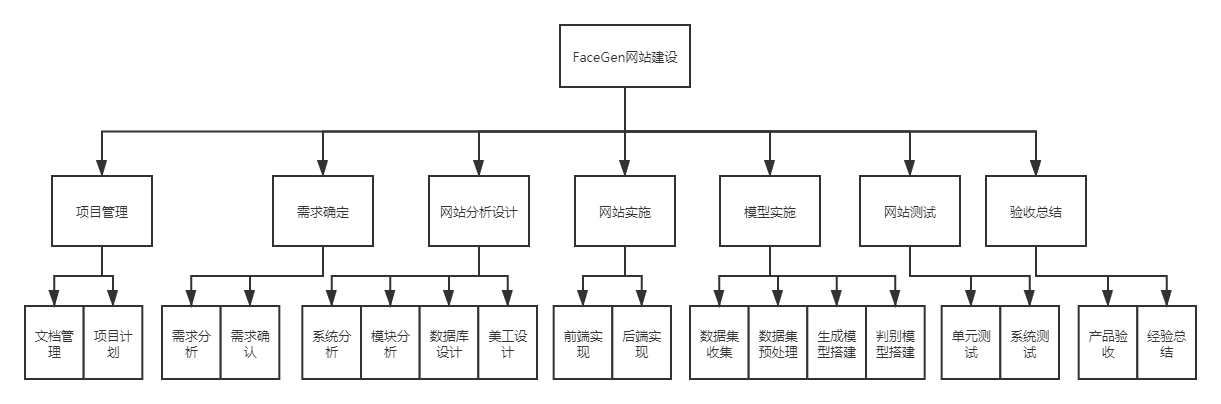 FaceGen网站建设
项目管理
需求确定
网站分析设计
网站实施
模型实施
网站测试
验收总结
文档管
理
项目计
划
需求分
析
需求确
认
系统分
析
模块分
析
数据库
设计
美工设
计
前端实
现
后端实
现
数据集
收集
数据集
预处理
生成模
型搭建
判别模
型搭建
单元测
试
系统测
试
产品验
收
经验总
结